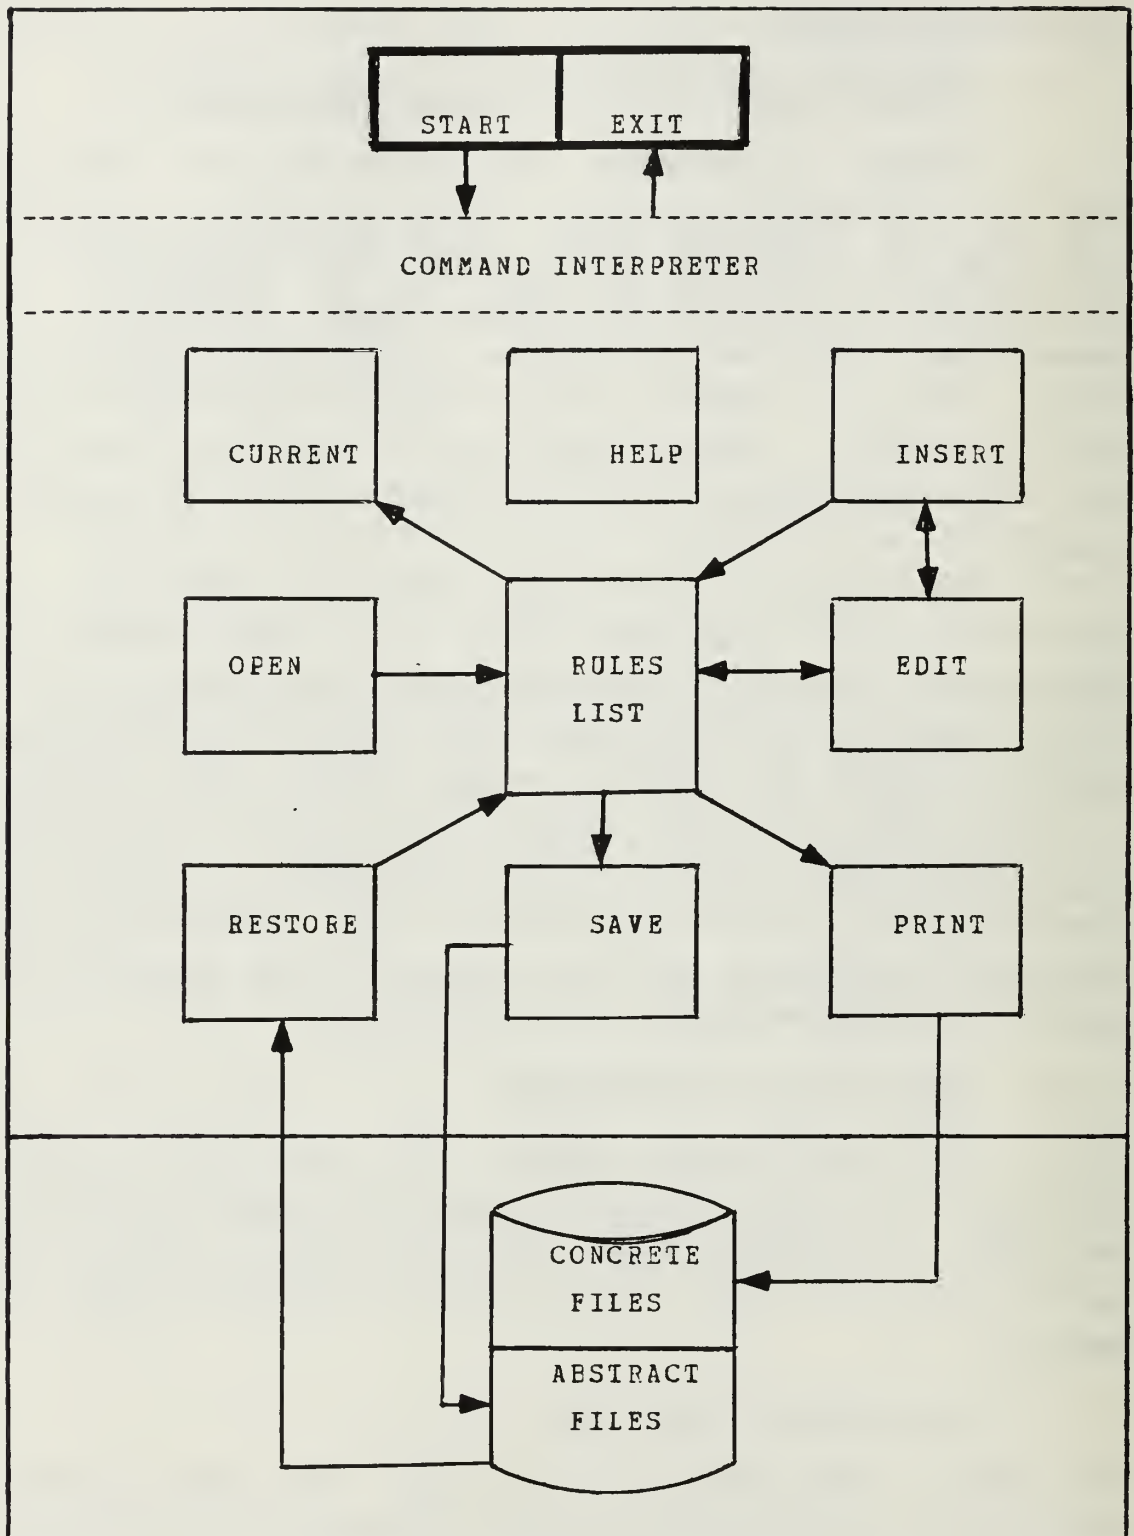 START EXIT
COMMAND INTERPRETER
CURRENT HELP INSERT
OPEN RULES EDIT
LIST
RESTORE SAVE PRINT
CONCRETE
FILES
ABSTRACT
FILES